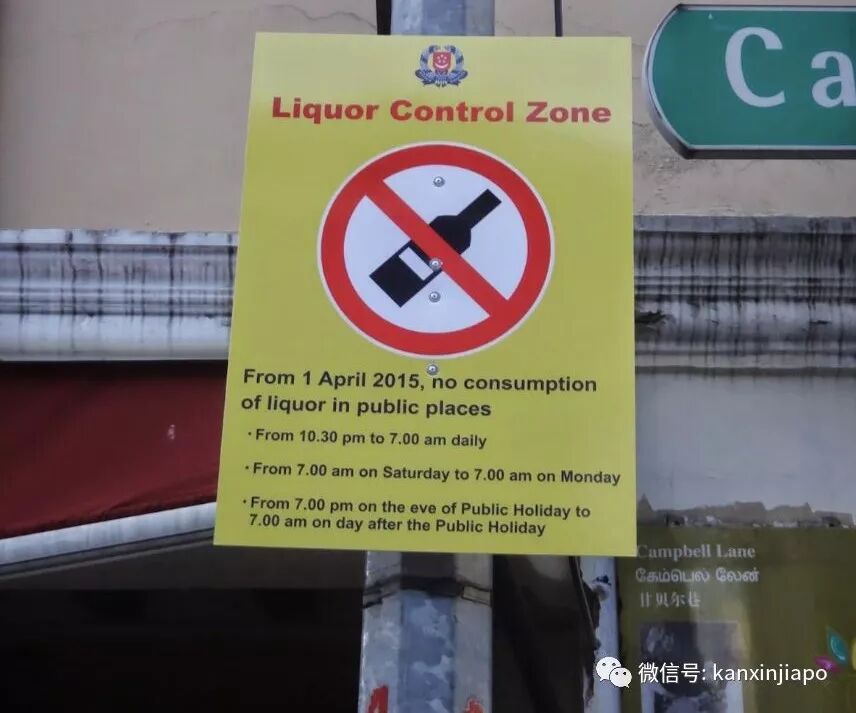 Liquor Control Zone
Ca
From 1 April 2015, no consumption
of liquor in public places
· From 10.30 pm to 7.00 am daily
· From 7.00 am on Saturday to 7.00 am on Monday
· From 7.00 pm on the eve of Public Holiday to
7.00 am on day after the Public Holiday
Campbell Lane
கேம்பெல் லேன்
甘贝尔巷
微信号: kanxinjiapo